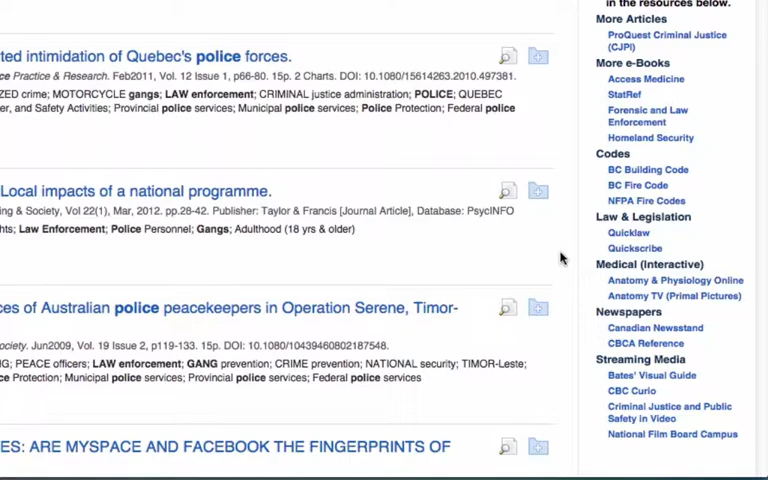 ted intimidation of Quebec's police forces.
ce Practice & Research. Feb2011, Vol. 12 Issue 1, p66-80. 15p. 2 Charts. DOI: 10.1080/15614263.2010.497381.
ZED crime; MOTORCYCLE gangs; LAW enforcement; CRIMINAL justice administration; POLICE; QUEBEC
er, and Safety Activities; Provincial police services; Municipal police services; Police Protection; Federal police
Local impacts of a national programme.
ing & Society, Vol 22(1), Mar, 2012. pp.28-42. Publisher: Taylor & Francis [Journal Article], Database: PsycINFO
hts; Law Enforcement; Police Personnel; Gangs; Adulthood (18 yrs & older)
ces of Australian police peacekeepers in Operation Serene, Timor-
ociety. Jun2009, Vol. 19 Issue 2, p119-133. 15p. DOI: 10.1080/10439460802187548.
NG; PEACE officers; LAW enforcement; GANG prevention; CRIME prevention; NATIONAL security; TIMOR-Leste;
ce Protection; Municipal police services; Provincial police services; Federal police services
ES: ARE MYSPACE AND FACEBOOK THE FINGERPRINTS OF
in the resources below.
More Articles
ProQuest Criminal Justice
(CJPI)
More e-Books
Access Medicine
StatRef
Forensic and Law
Enforcement
Homeland Security
Codes
BC Building Code
BC Fire Code
NFPA Fire Codes
Law & Legislation
Quicklaw
Quickscribe
Medical (Interactive)
Anatomy & Physiology Online
Anatomy TV (Primal Pictures)
Newspapers
Canadian Newsstand
CBCA Reference
Streaming Media
Bates' Visual Guide
CBC Curio
Criminal Justice and Public
Safety in Video
National Film Board Campus